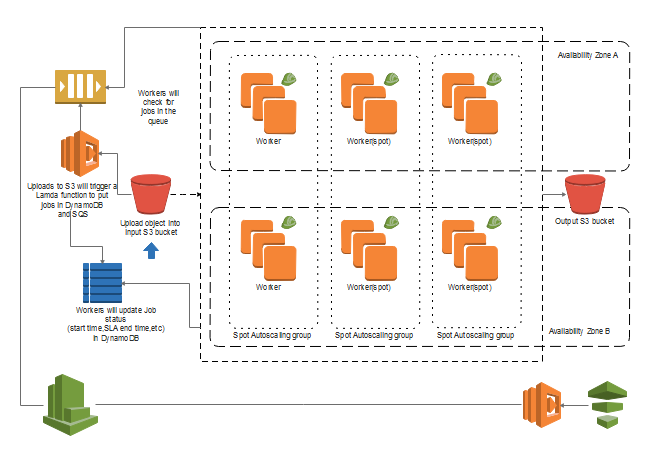 Availability Zone A
Workers will
check for
jobs in the
queue
Worker
Worker(spot)
Worker(spot)
Uploads to S3 will trigger a
Lamda function to put
jobs in DynamoDB
and SQS
Upload object into
input S3 bucket
Output S3 bucket
Worker
Worker(spot)
Worker(spot)
Workers will update Job
status
(start time,SLA end time,etc)
in DynamoDB
Spot Autoscaling group
Spot Autoscaling group
Spot Autoscaling group
Availability Zone B